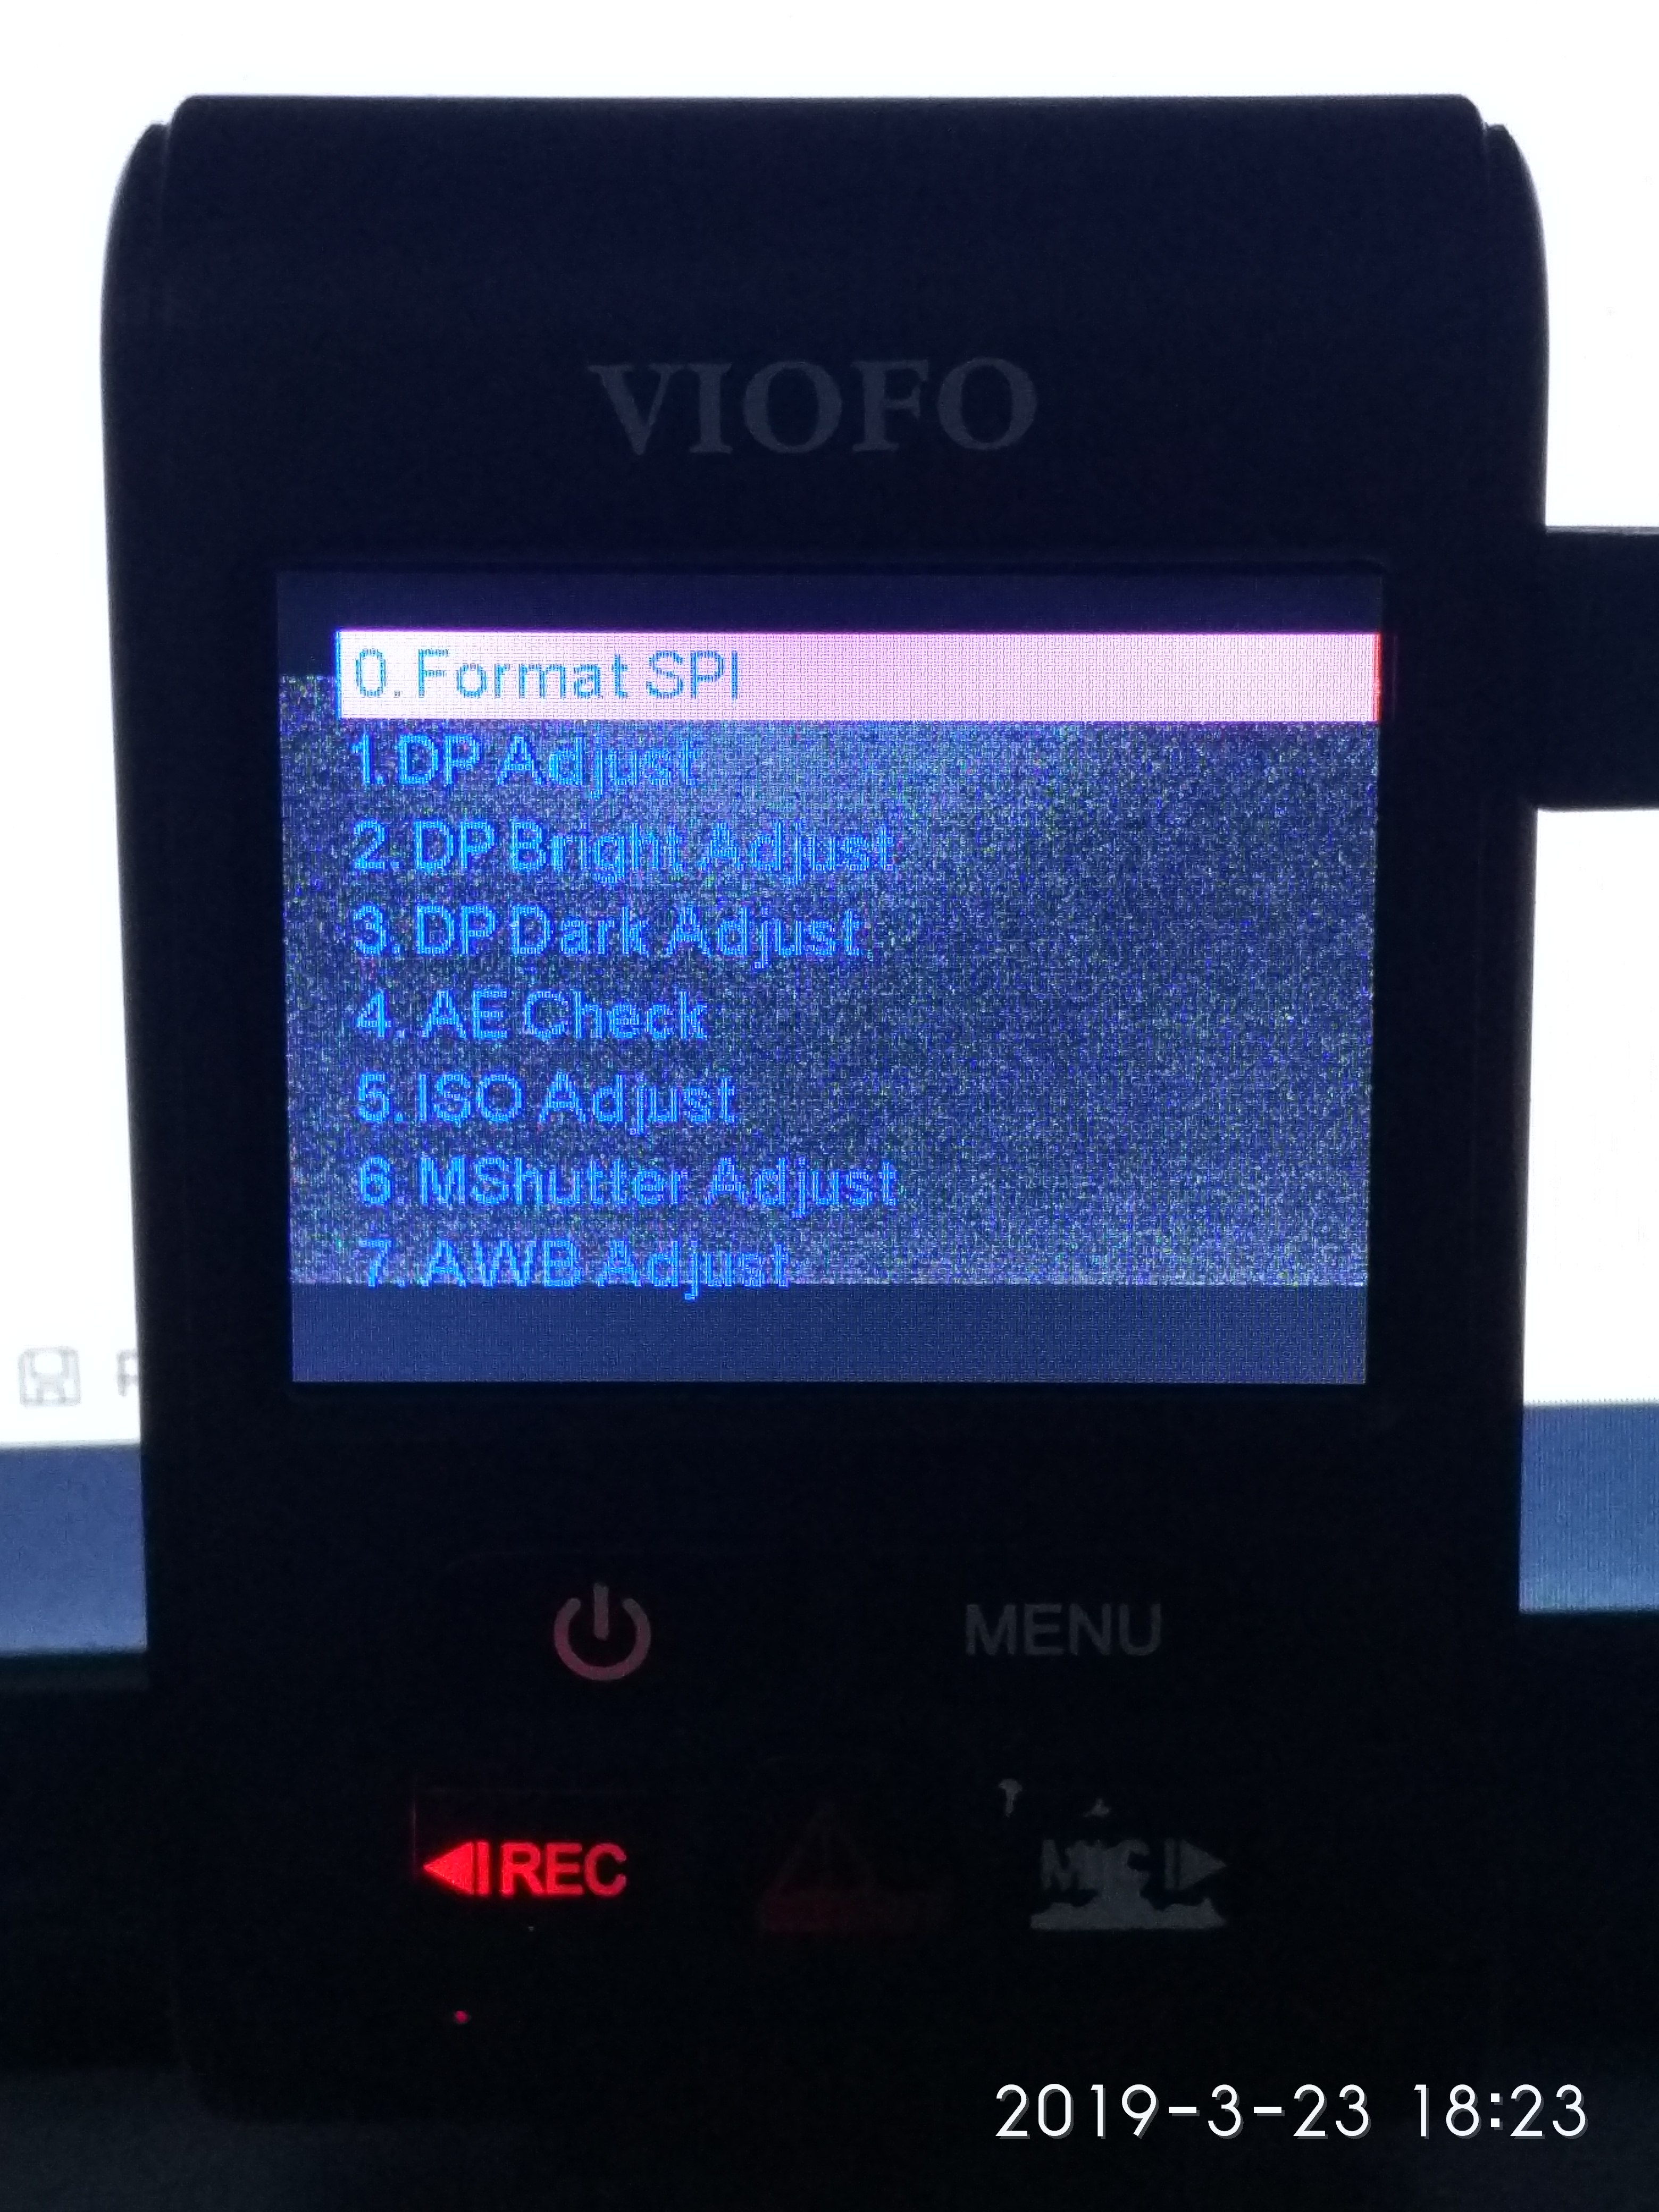 VIOFO
0. Format SPI
1. DP Adjust
2. DP Bright Adjust
3. DP Dark Adjust
4. AE Check
5. ISO Adjust
6. MShutter Adjust
7. AWB Adjust
MENU
REC
MIC
2019-3-23 18:23